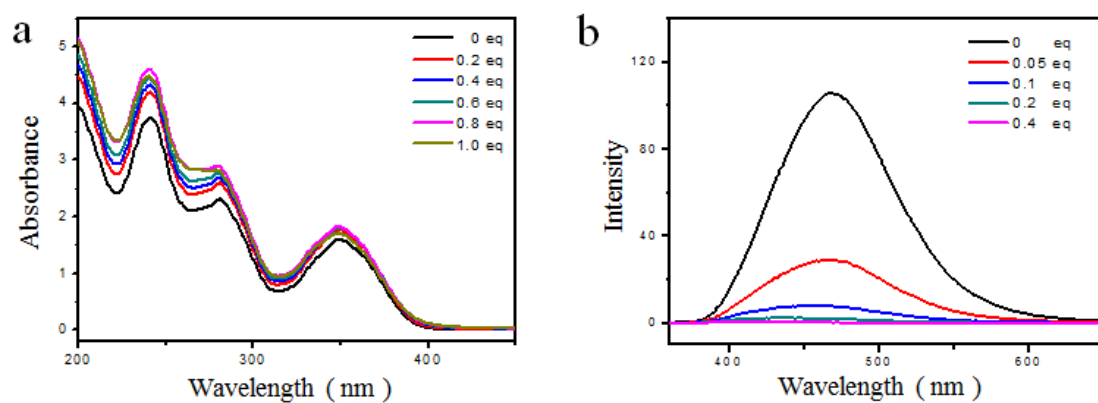 a
5
4
3
2
1
0
Absorbance
0 eq
0.2 eq
0.4 eq
0.6 eq
0.8 eq
1.0 eq
200
300
400
Wavelength ( nm )
b
120
80
40
0
Intensity
0 eq
0.05 eq
0.1 eq
0.2 eq
0.4 eq
400
500
600
Wavelength ( nm )